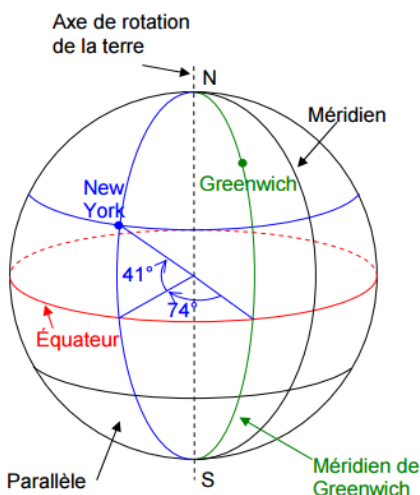 Axe de rotation
de la terre
N
Méridien
New
York
Greenwich
41°
74°
Équateur
Parallèle
S
Méridien de
Greenwich